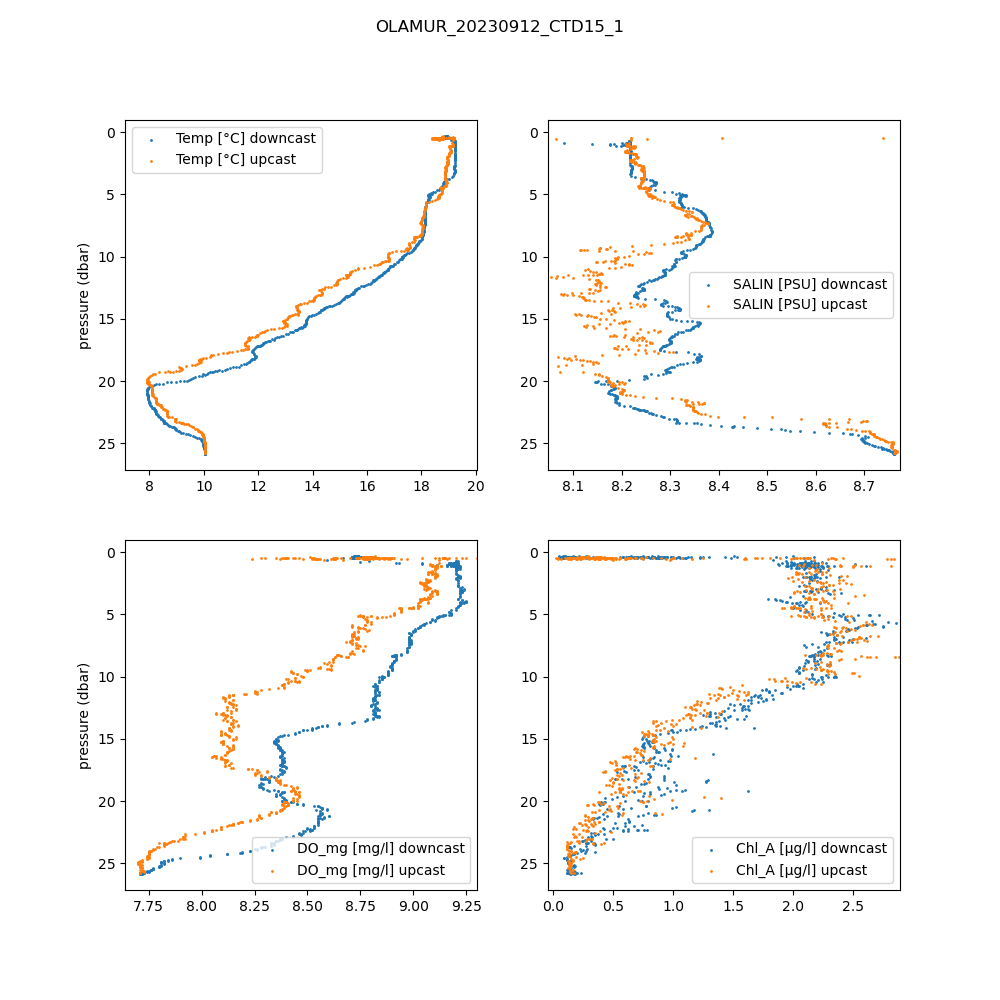 OLAMUR_20230912_CTD15_1
Temp [°C] downcast
Temp [°C] upcast
0
5
10
15
20
25
pressure (dbar)
8 10 12 14 16 18 20
SALIN [PSU] downcast
SALIN [PSU] upcast
0
5
10
15
20
25
8.1 8.2 8.3 8.4 8.5 8.6 8.7
DO_mg [mg/l] downcast
DO_mg [mg/l] upcast
0
5
10
15
20
25
pressure (dbar)
7.75 8.00 8.25 8.50 8.75 9.00 9.25
Chl_A [µg/l] downcast
Chl_A [µg/l] upcast
0
5
10
15
20
25
0.0 0.5 1.0 1.5 2.0 2.5